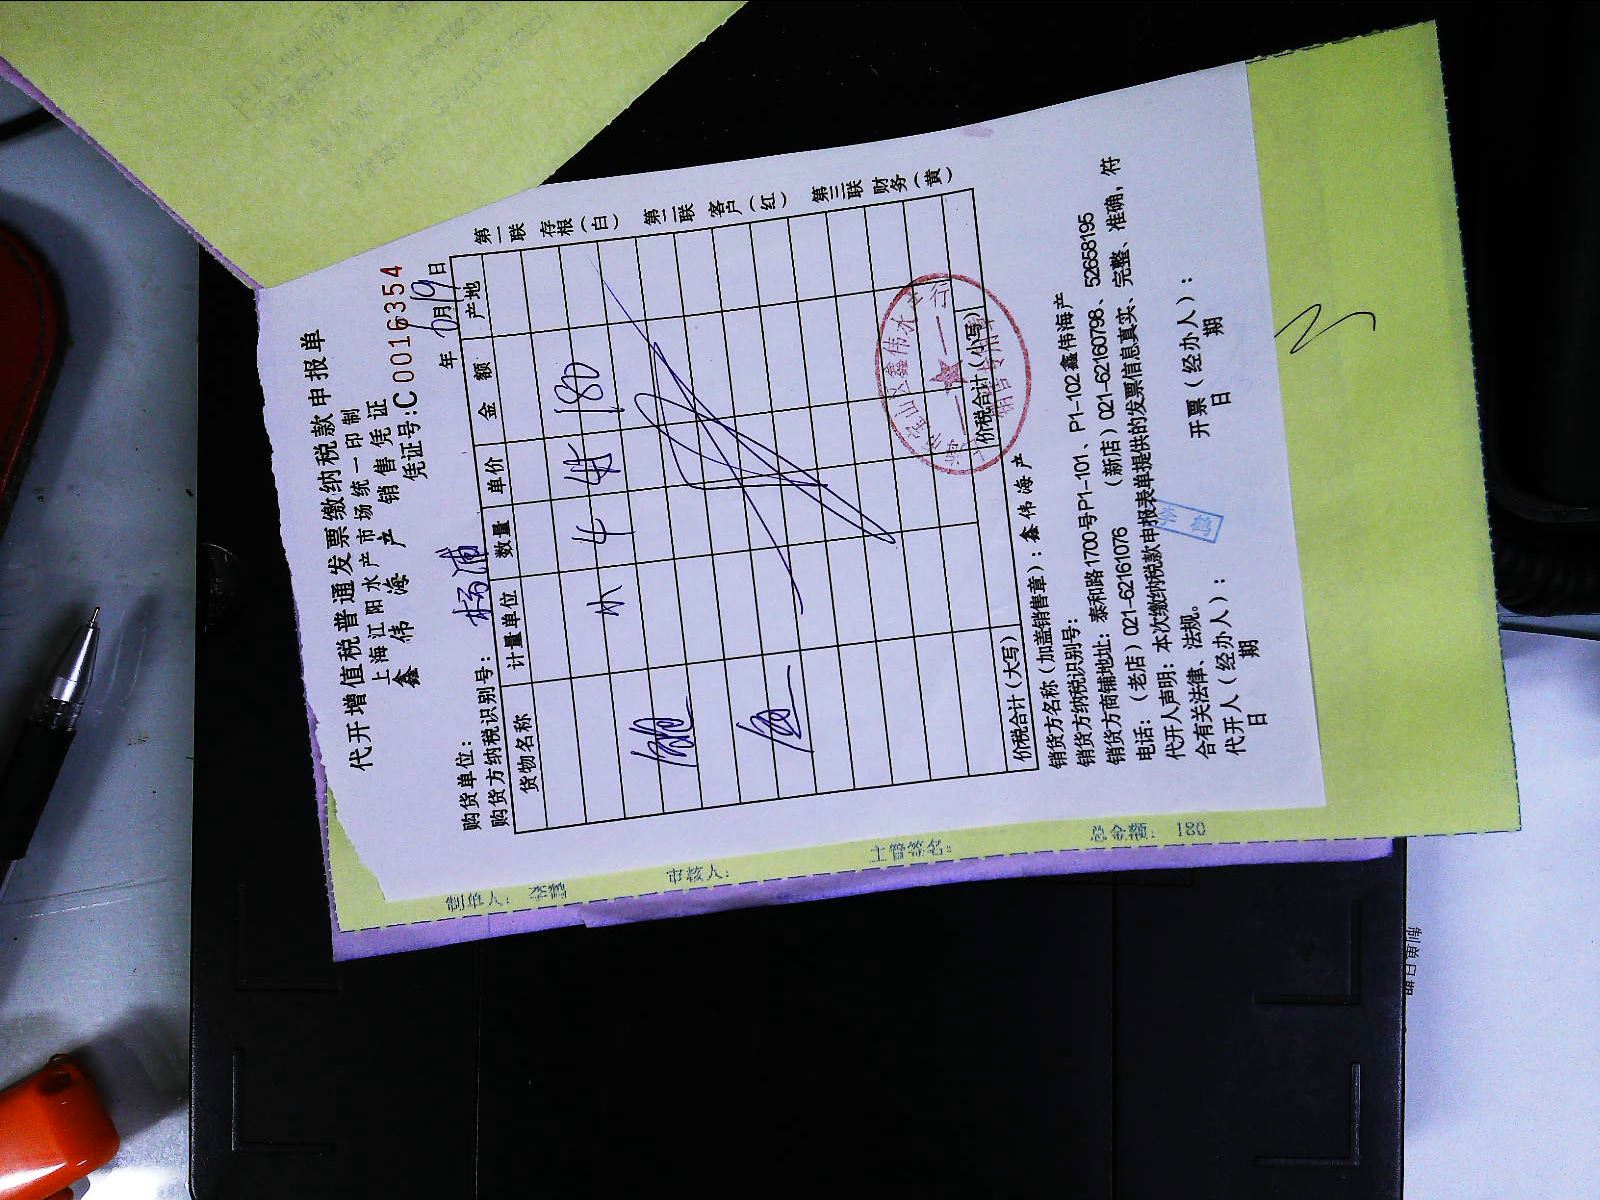 代开增值税普通发票缴纳税款申报单
上海江阳水产市场统一印制
鑫伟海产 销售凭证
凭证号:C0016354
年 10月19日
购货单位: 杨浦
购货方纳税识别号:
货物名称 计量单位 数量 单价 金额 产地
4 45 180
价税合计(大写) 价税合计(小写)
第一联 存根(白) 第二联 客户(红) 第三联 财务(黄)
销货方名称(加盖销售章):鑫伟海产
销货方纳税识别号:
销货方商铺地址: 泰和路1700号P1-101、P1-102鑫伟海产
电话:(老店)021-62161076 (新店)021-62160798、52658195
代开人声明: 本次缴纳税款申报表单提供的发票信息真实、完整、准确,符
合有关法律、法规。
代开人(经办人): 开票(经办人):
日期 日期
李鹤
制单人: 李鹤 审核人: 主管签名: 总金额: 180